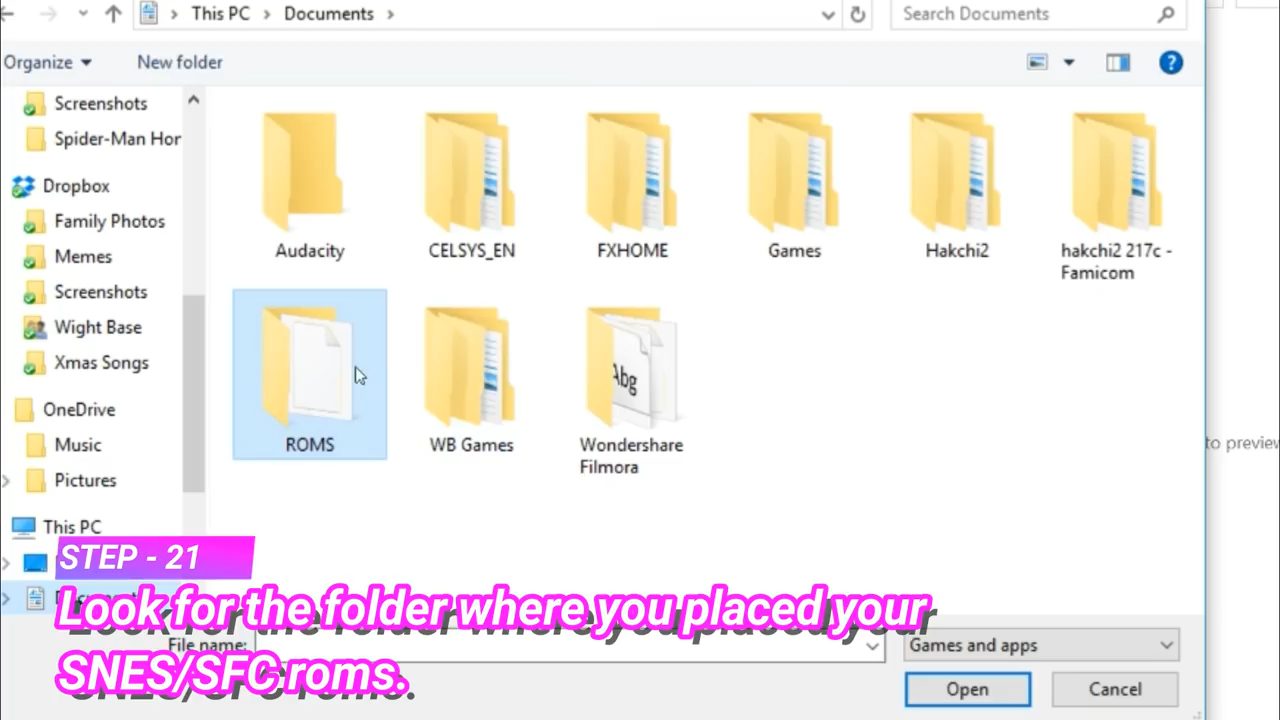 This PC > Documents >
Search Documents
Organize
New folder
Screenshots
Spider-Man Hor
Dropbox
Family Photos
Memes
Screenshots
Wight Base
Xmas Songs
OneDrive
Music
Pictures
This PC
Audacity
CELSYS_EN
FXHOME
Games
Hakchi2
hakchi2 217c -
Famicom
ROMS
WB Games
Abg
Wondershare
Filmora
to preview
STEP - 21
Look for the folder where you placed your
SNES/SFC roms.
File name:
Games and apps
Open
Cancel